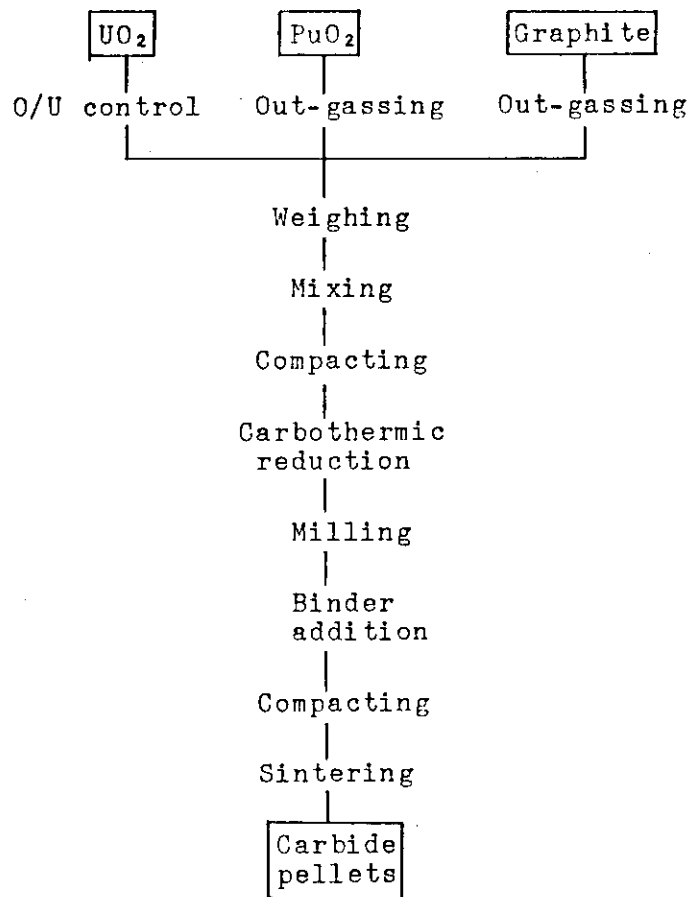 UO₂ PuO₂ Graphite
O/U control Out-gassing Out-gassing
Weighing
Mixing
Compacting
Carbothermic
reduction
Milling
Binder
addition
Compacting
Sintering
Carbide
pellets